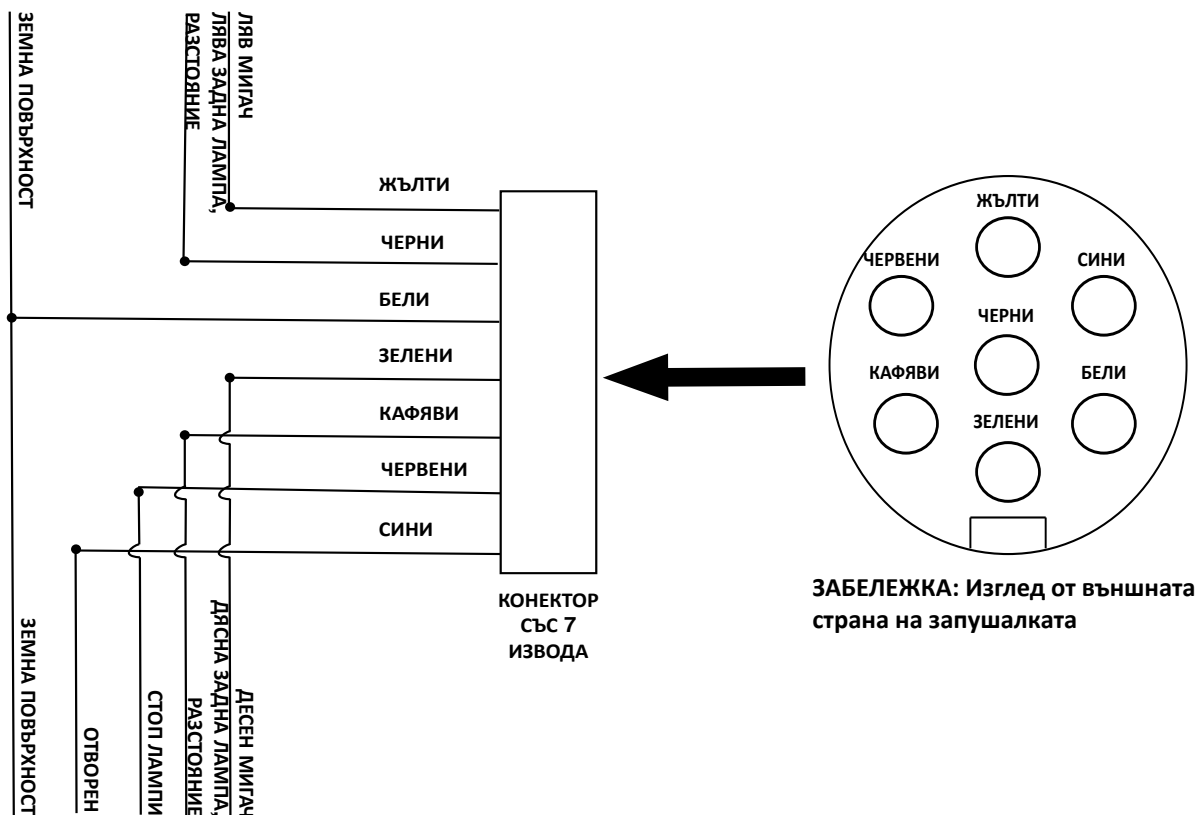 ЗЕМНА ПОВЪРХНОСТ
ЛЯВ МИГАЧ
ЛЯВА ЗАДНА ЛАМПА,
РАЗСТОЯНИЕ
ЖЪЛТИ
ЧЕРНИ
БЕЛИ
ЗЕЛЕНИ
КАФЯВИ
ЧЕРВЕНИ
СИНИ
КОНЕКТОР
СЪС 7
ИЗВОДА
ЗЕМНА ПОВЪРХНОСТ
ОТВОРЕН
СТОП ЛАМПИ
ДЕСЕН МИГАЧ
ДЯСНА ЗАДНА ЛАМПА,
РАЗСТОЯНИЕ
ЖЪЛТИ
ЧЕРВЕНИ
СИНИ
ЧЕРНИ
КАФЯВИ
БЕЛИ
ЗЕЛЕНИ
ЗАБЕЛЕЖКА: Изглед от външната
страна на запушалката